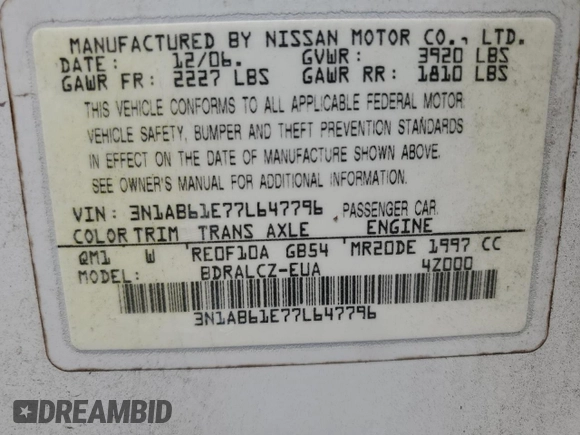 MANUFACTURED BY NISSAN MOTOR CO., LTD.
DATE: 12/06. GVWR: 3920 LBS
GAWR FR: 2227 LBS GAWR RR: 1810 LBS
THIS VEHICLE CONFORMS TO ALL APPLICABLE FEDERAL MOTOR
VEHICLE SAFETY, BUMPER AND THEFT PREVENTION STANDARDS
IN EFFECT ON THE DATE OF MANUFACTURE SHOWN ABOVE.
SEE OWNER'S MANUAL FOR ADDITIONAL INFORMATION.
VIN: 3N1AB61E77L647796 PASSENGER CAR
COLOR TRIM TRANS AXLE ENGINE
QM1 W RE0F10A GB54 MR20DE 1997 CC
MODEL: BDRALCZ-EUA 4Z000
3N1AB61E77L647796
DREAMBID